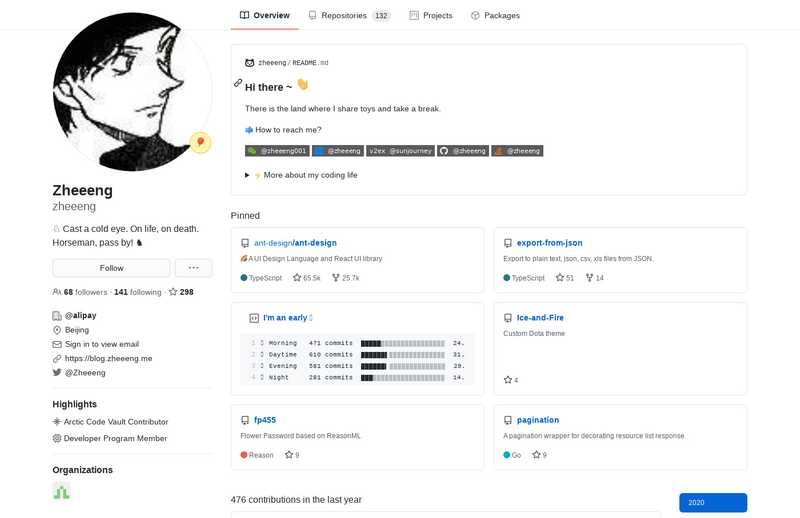 Overview
Repositories 132
Projects
Packages
Zheeeng
zheeeng
Cast a cold eye. On life, on death.
Horseman, pass by!
Follow
68 followers · 141 following · 298
@alipay
Beijing
Sign in to view email
https://blog.zheeeng.me
@Zheeeng
Highlights
Arctic Code Vault Contributor
Developer Program Member
Organizations
zheeeng/README.md
Hi there ~
There is the land where I share toys and take a break.
How to reach me?
@zheeeng001
@zheeeng
v2ex @sunjourney
@zheeeng
@zheeeng
More about my coding life
Pinned
ant-design/ant-design
A UI Design Language and React UI library
TypeScript 65.5k 25.7k
export-from-json
Export to plain text, json, csv, xls files from JSON
TypeScript 51 14
I'm an early
1 Morning 471 commits 24.
2 Daytime 610 commits 31.
3 Evening 581 commits 29.
4 Night 281 commits 14.
Ice-and-Fire
Custom Dota theme
4
fp455
Flower Password based on ReasonML
Reason 9
pagination
A pagination wrapper for decorating resource list response.
Go 9
476 contributions in the last year
2020